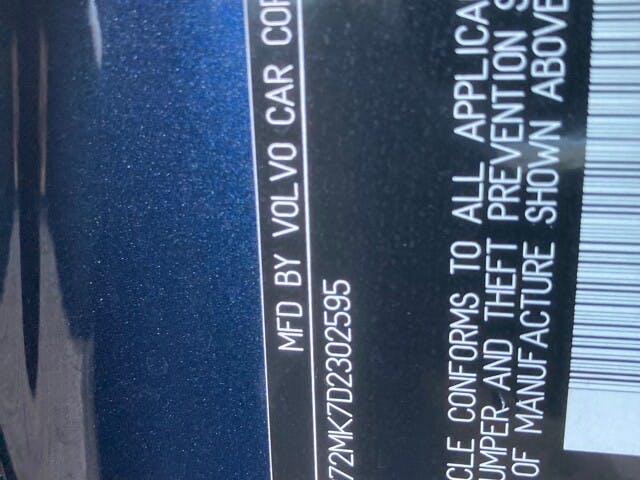 MFD BY VOLVO CAR COR
72MK7D2302595
CLE CONFORMS TO ALL APPLICA
UMPER AND THEFT PREVENTION S
OF MANUFACTURE SHOWN ABOVE